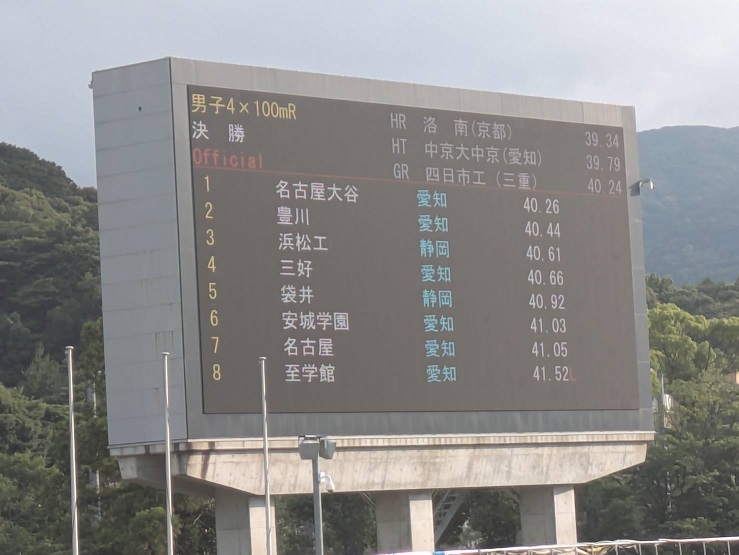 男子4×100mR
決勝
Official
HR 洛 南(京都) 39.34
HT 中京大中京(愛知) 39.79
GR 四日市工(三重) 40.24
1 名古屋大谷 愛知 40.26
2 豊川 愛知 40.44
3 浜松工 静岡 40.61
4 三好 愛知 40.66
5 袋井 静岡 40.92
6 安城学園 愛知 41.03
7 名古屋 愛知 41.05
8 至学館 愛知 41.52